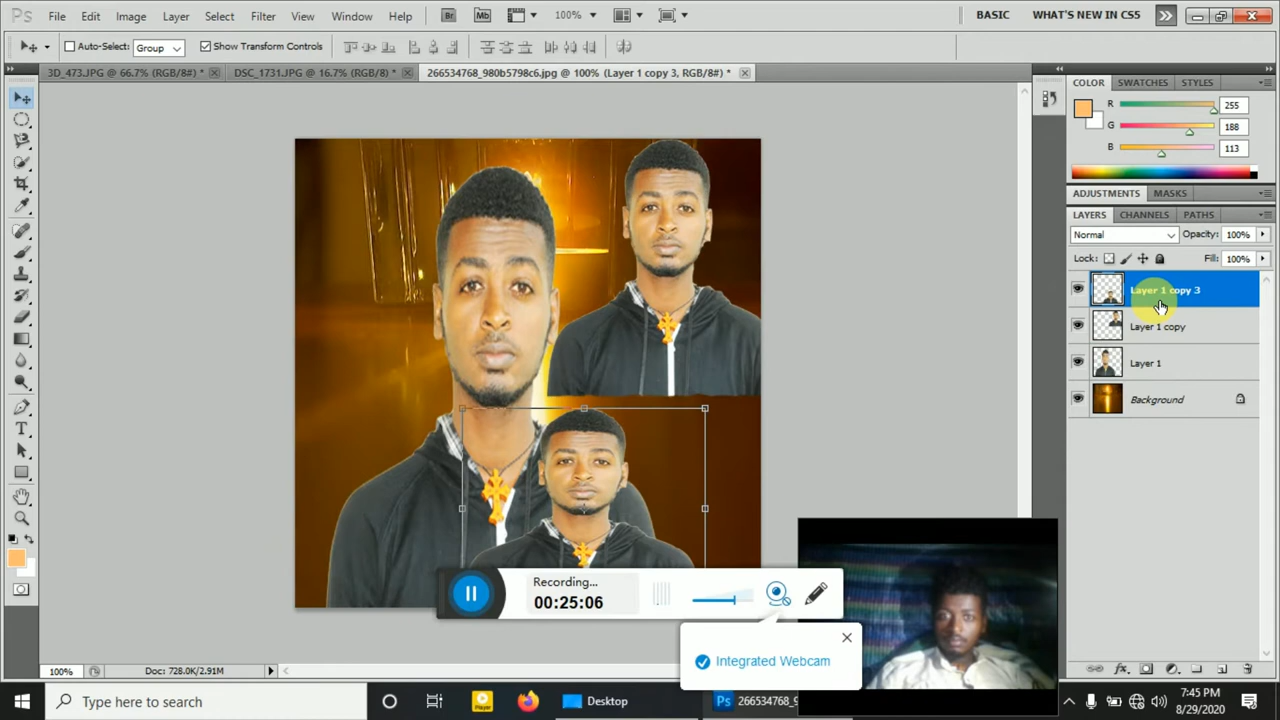 Ps File Edit Image Layer Select Filter View Window Help Br Mb 100% BASIC WHAT'S NEW IN CS5
Auto-Select: Group Show Transform Controls
3D_473.JPG @ 66.7% (RGB/8#) * DSC_1731.JPG @ 16.7% (RGB/8) * 266534768_980b5798c6.jpg @ 100% (Layer 1 copy 3, RGB/8#) *
COLOR SWATCHES STYLES
R 255
G 188
B 113
ADJUSTMENTS MASKS
LAYERS CHANNELS PATHS
Normal Opacity: 100%
Lock: Fill: 100%
Layer 1 copy 3
Layer 1 copy
Layer 1
Background
Recording...
00:25:06
Integrated Webcam
100% Doc: 728.0K/2.91M
Type here to search Player Desktop Ps 266534768_9 7:45 PM
8/29/2020